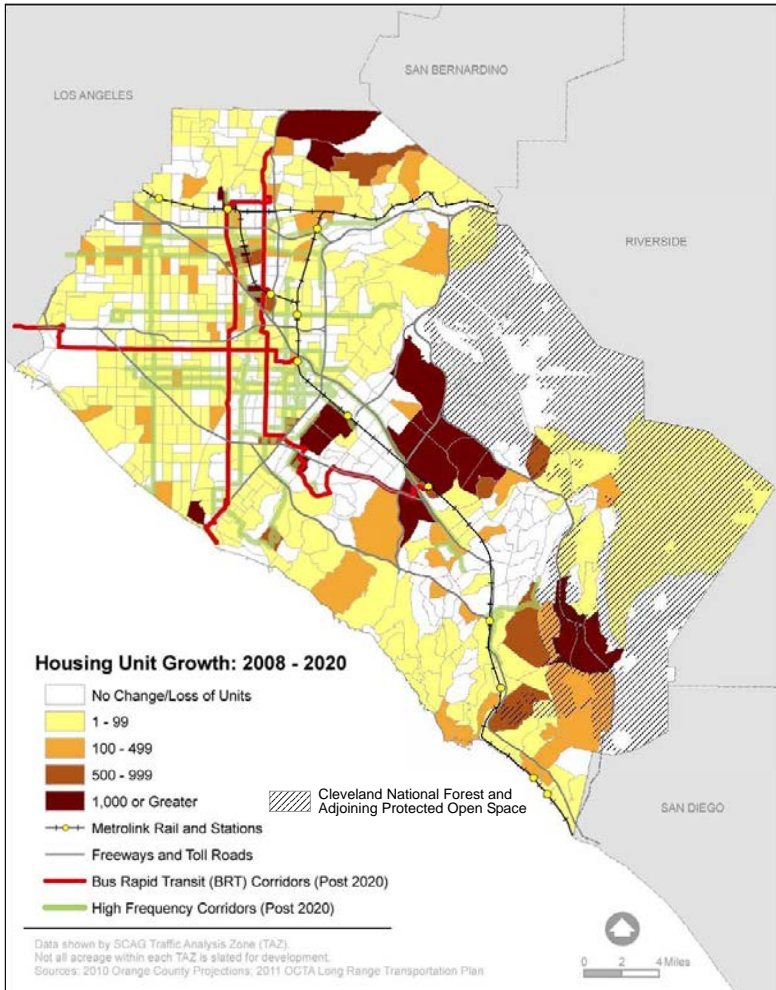 SAN BERNARDINO
LOS ANGELES
RIVERSIDE
Housing Unit Growth: 2008 - 2020
No Change/Loss of Units
1 - 99
100 - 499
500 - 999
1,000 or Greater
Cleveland National Forest and
Adjoining Protected Open Space
Metrolink Rail and Stations
Freeways and Toll Roads
Bus Rapid Transit (BRT) Corridors (Post 2020)
High Frequency Corridors (Post 2020)
SAN DIEGO
Data shown by SCAG Traffic Analysis Zone (TAZ).
Not all acreage within each TAZ is slated for development.
Sources: 2010 Orange County Projections; 2011 OCTA Long Range Transportation Plan
0 2 4 Miles